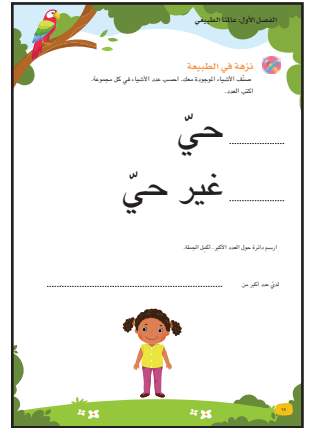 الفصل الأول: عالمنا الطبيعي
نزهة في الطبيعة
صنّف الأشياء الموجودة معك. احسب عدد الأشياء في كل مجموعة.
اكتب العدد.
حيّ
غير حيّ
ارسم دائرة حول العدد الأكبر. أكمل الجملة.
لديّ عدد أكبر من